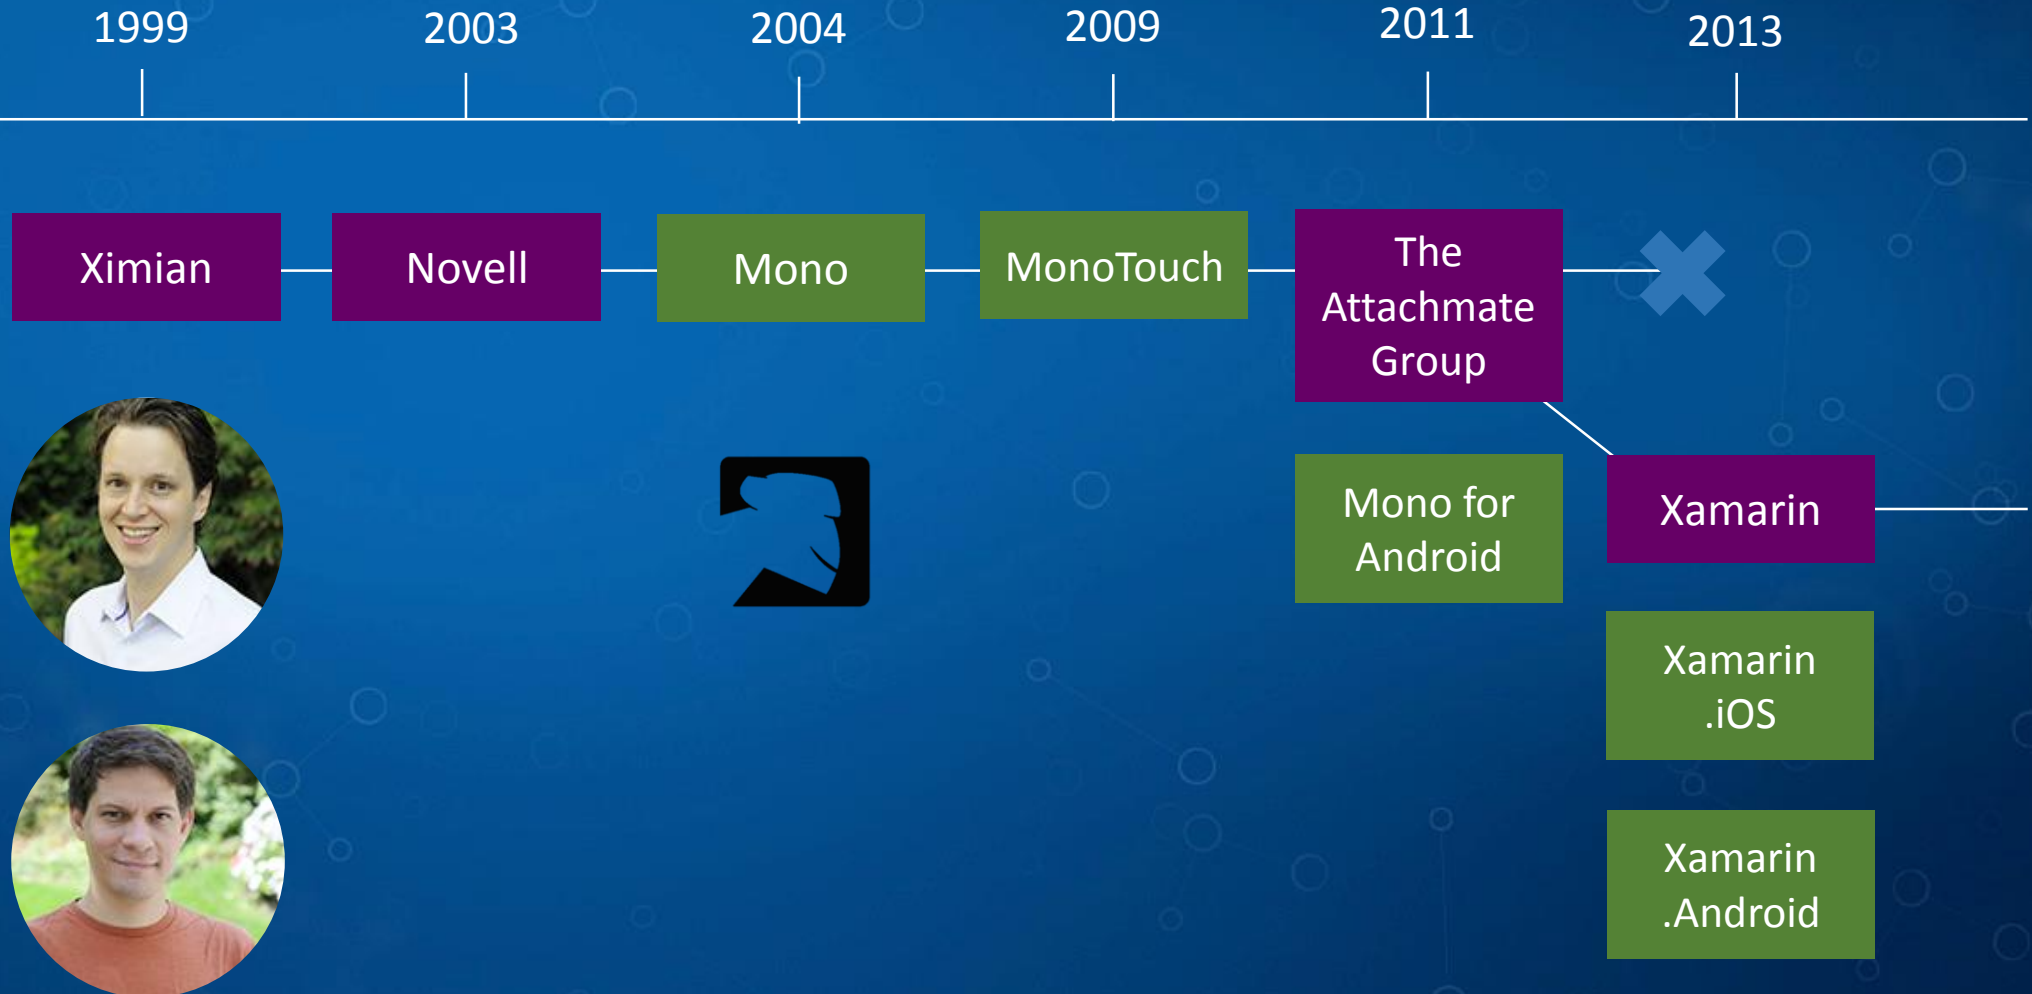 1999
2003
2004
2009
2011
2013
Ximian
Novell
Mono
MonoTouch
The
Attachmate
Group
Mono for
Android
Xamarin
Xamarin
.iOS
Xamarin
.Android